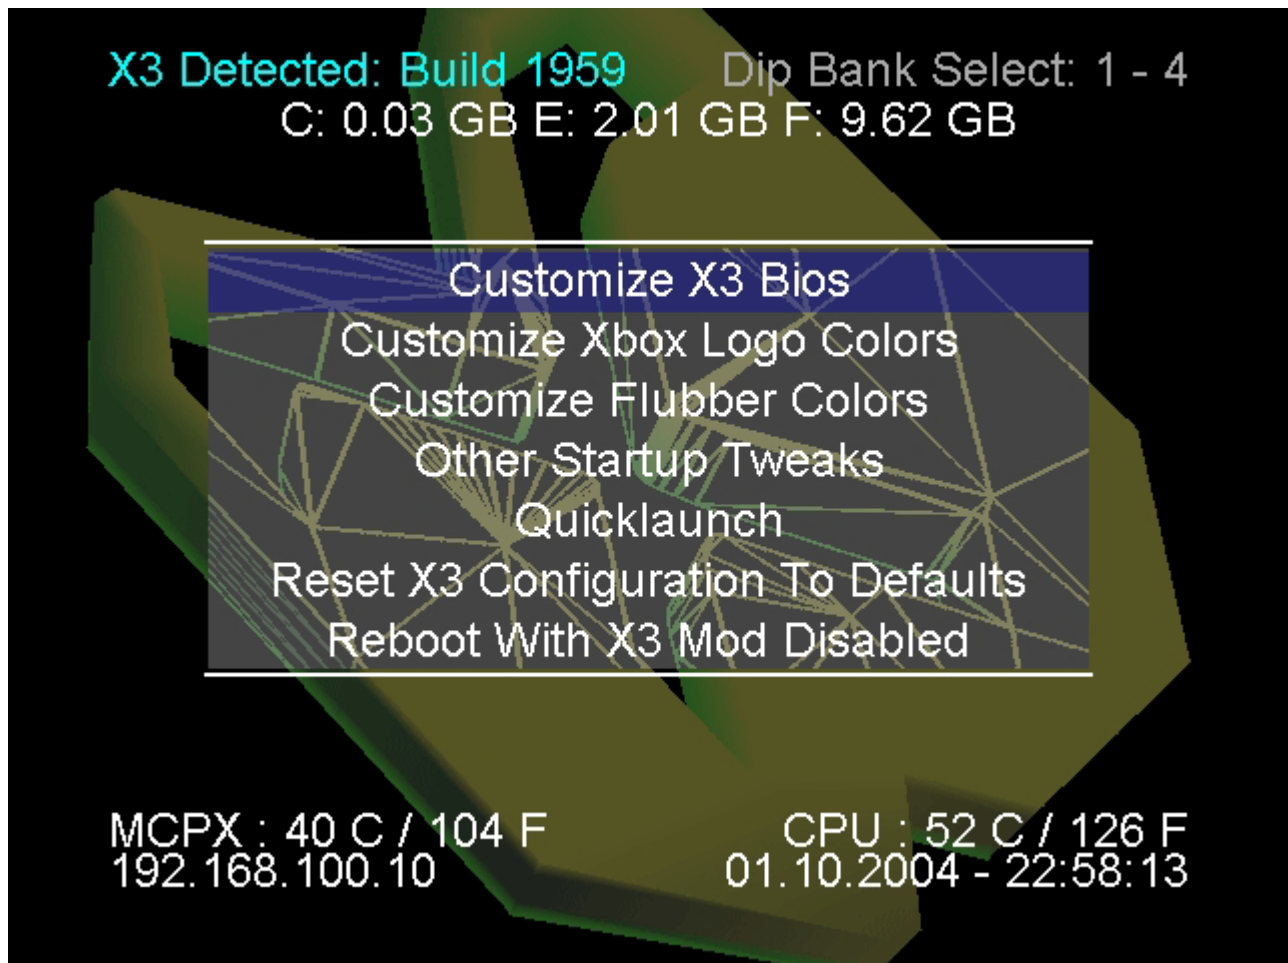 X3 Detected: Build 1959 Dip Bank Select: 1 - 4
C: 0.03 GB E: 2.01 GB F: 9.62 GB
Customize X3 Bios
Customize Xbox Logo Colors
Customize Flubber Colors
Other Startup Tweaks
Quicklaunch
Reset X3 Configuration To Defaults
Reboot With X3 Mod Disabled
MCPX : 40 C / 104 F CPU : 52 C / 126 F
192.168.100.10 01.10.2004 - 22:58:13